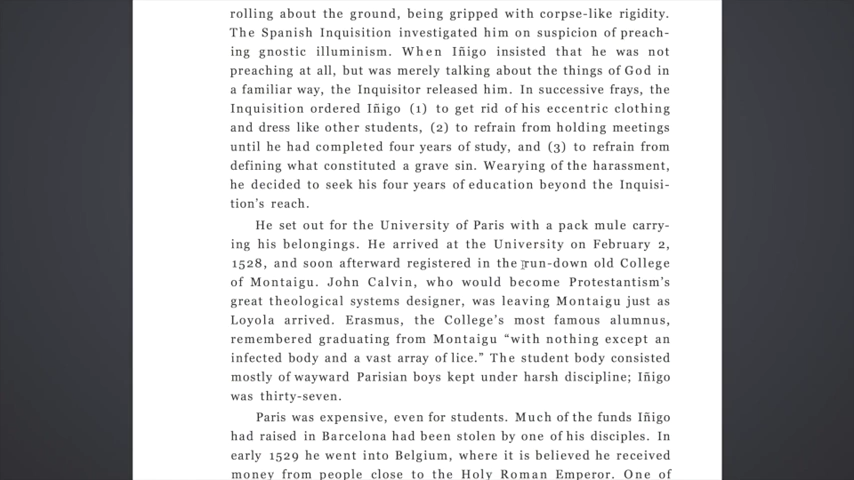 rolling about the ground, being gripped with corpse-like rigidity.
The Spanish Inquisition investigated him on suspicion of preach-
ing gnostic illuminism. When Iñigo insisted that he was not
preaching at all, but was merely talking about the things of God in
a familiar way, the Inquisitor released him. In successive frays, the
Inquisition ordered Iñigo (1) to get rid of his eccentric clothing
and dress like other students, (2) to refrain from holding meetings
until he had completed four years of study, and (3) to refrain from
defining what constituted a grave sin. Wearying of the harassment,
he decided to seek his four years of education beyond the Inquisi-
tion's reach.
He set out for the University of Paris with a pack mule carry-
ing his belongings. He arrived at the University on February 2,
1528, and soon afterward registered in the run-down old College
of Montaigu. John Calvin, who would become Protestantism's
great theological systems designer, was leaving Montaigu just as
Loyola arrived. Erasmus, the College's most famous alumnus,
remembered graduating from Montaigu “with nothing except an
infected body and a vast array of lice.” The student body consisted
mostly of wayward Parisian boys kept under harsh discipline; Iñigo
was thirty-seven.
Paris was expensive, even for students. Much of the funds Iñigo
had raised in Barcelona had been stolen by one of his disciples. In
early 1529 he went into Belgium, where it is believed he received
money from people close to the Holy Roman Emperor. One of